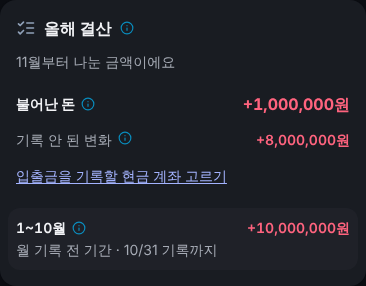 올해 결산
11월부터 나눈 금액이에요
불어난 돈 +1,000,000원
기록 안 된 변화 +8,000,000원
입출금을 기록할 현금 계좌 고르기
1~10월 +10,000,000원
월 기록 전 기간 · 10/31 기록까지